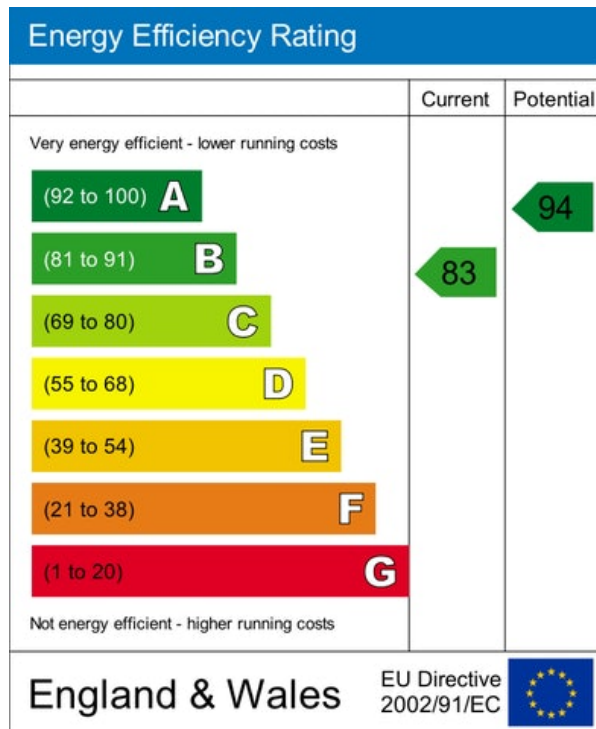 Energy Efficiency Rating
Current Potential
Very energy efficient - lower running costs
(92 to 100) A
94
(81 to 91) B
83
(69 to 80) C
(55 to 68) D
(39 to 54) E
(21 to 38) F
(1 to 20) G
Not energy efficient - higher running costs
England & Wales
EU Directive
2002/91/EC